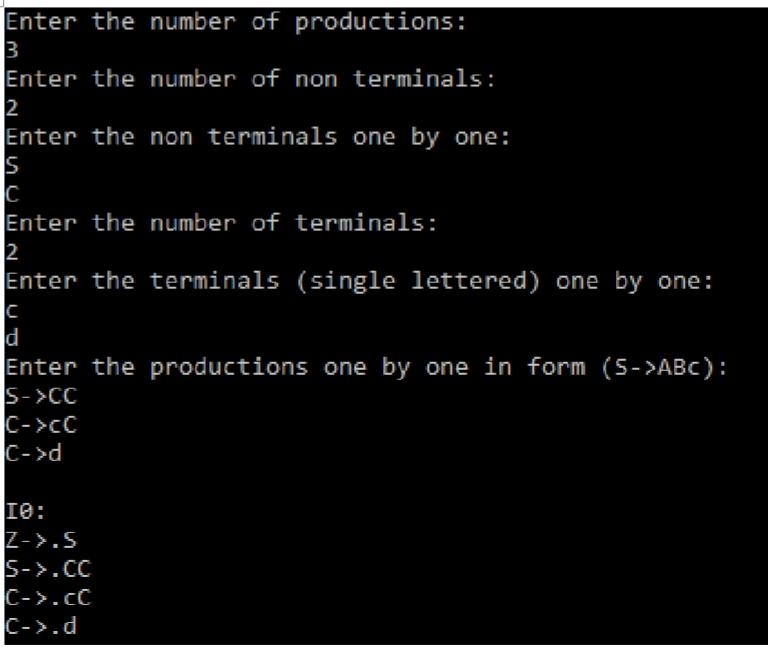 Enter the number of productions:
3
Enter the number of non terminals:
2
Enter the non terminals one by one:
S
C
Enter the number of terminals:
2
Enter the terminals (single lettered) one by one:
c
d
Enter the productions one by one in form (S->ABc):
S->CC
C->cC
C->d

I0:
Z->.S
S->.CC
C->.cC
C->.d